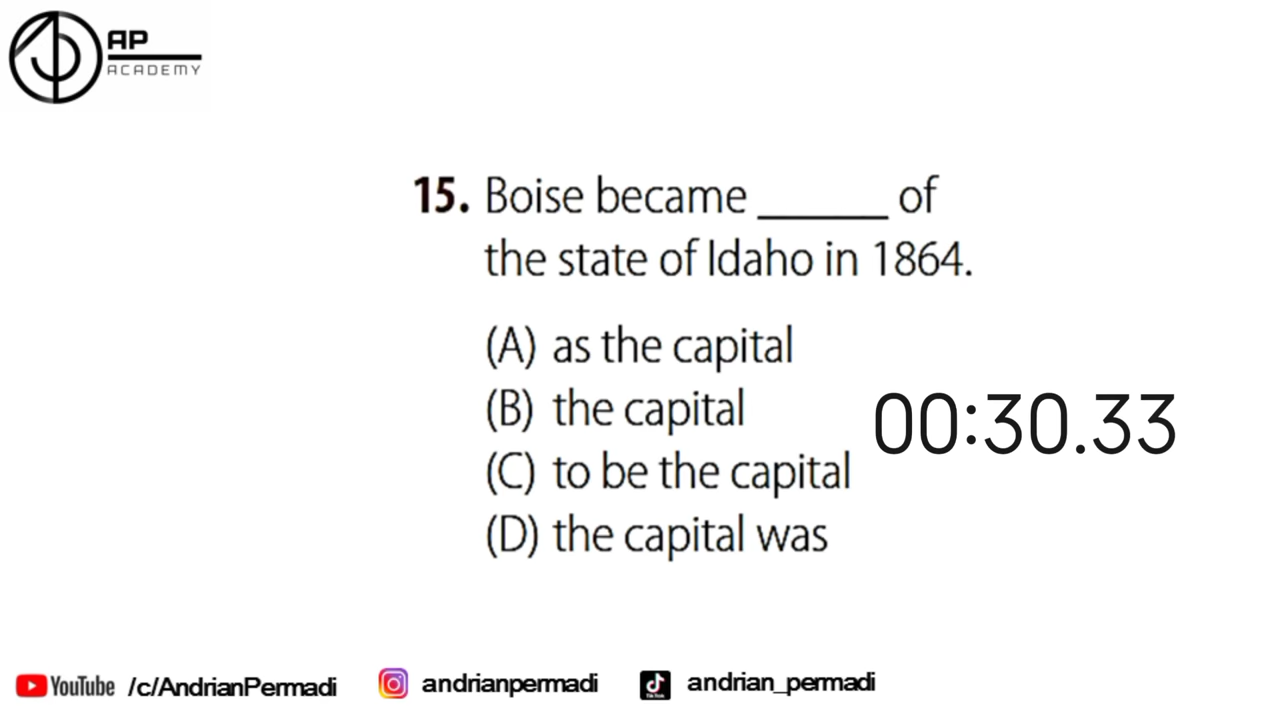 AP
ACADEMY
15. Boise became ______ of
the state of Idaho in 1864.
(A) as the capital
(B) the capital
(C) to be the capital
(D) the capital was
00:30.33
YouTube /c/AndrianPermadi andrianpermadi andrian_permadi